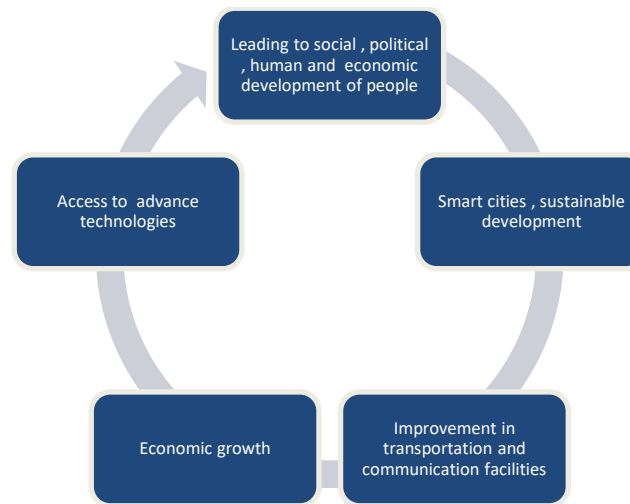 Leading to social , political
, human and economic
development of people
Smart cities , sustainable
development
Improvement in
transportation and
communication facilities
Economic growth
Access to advance
technologies